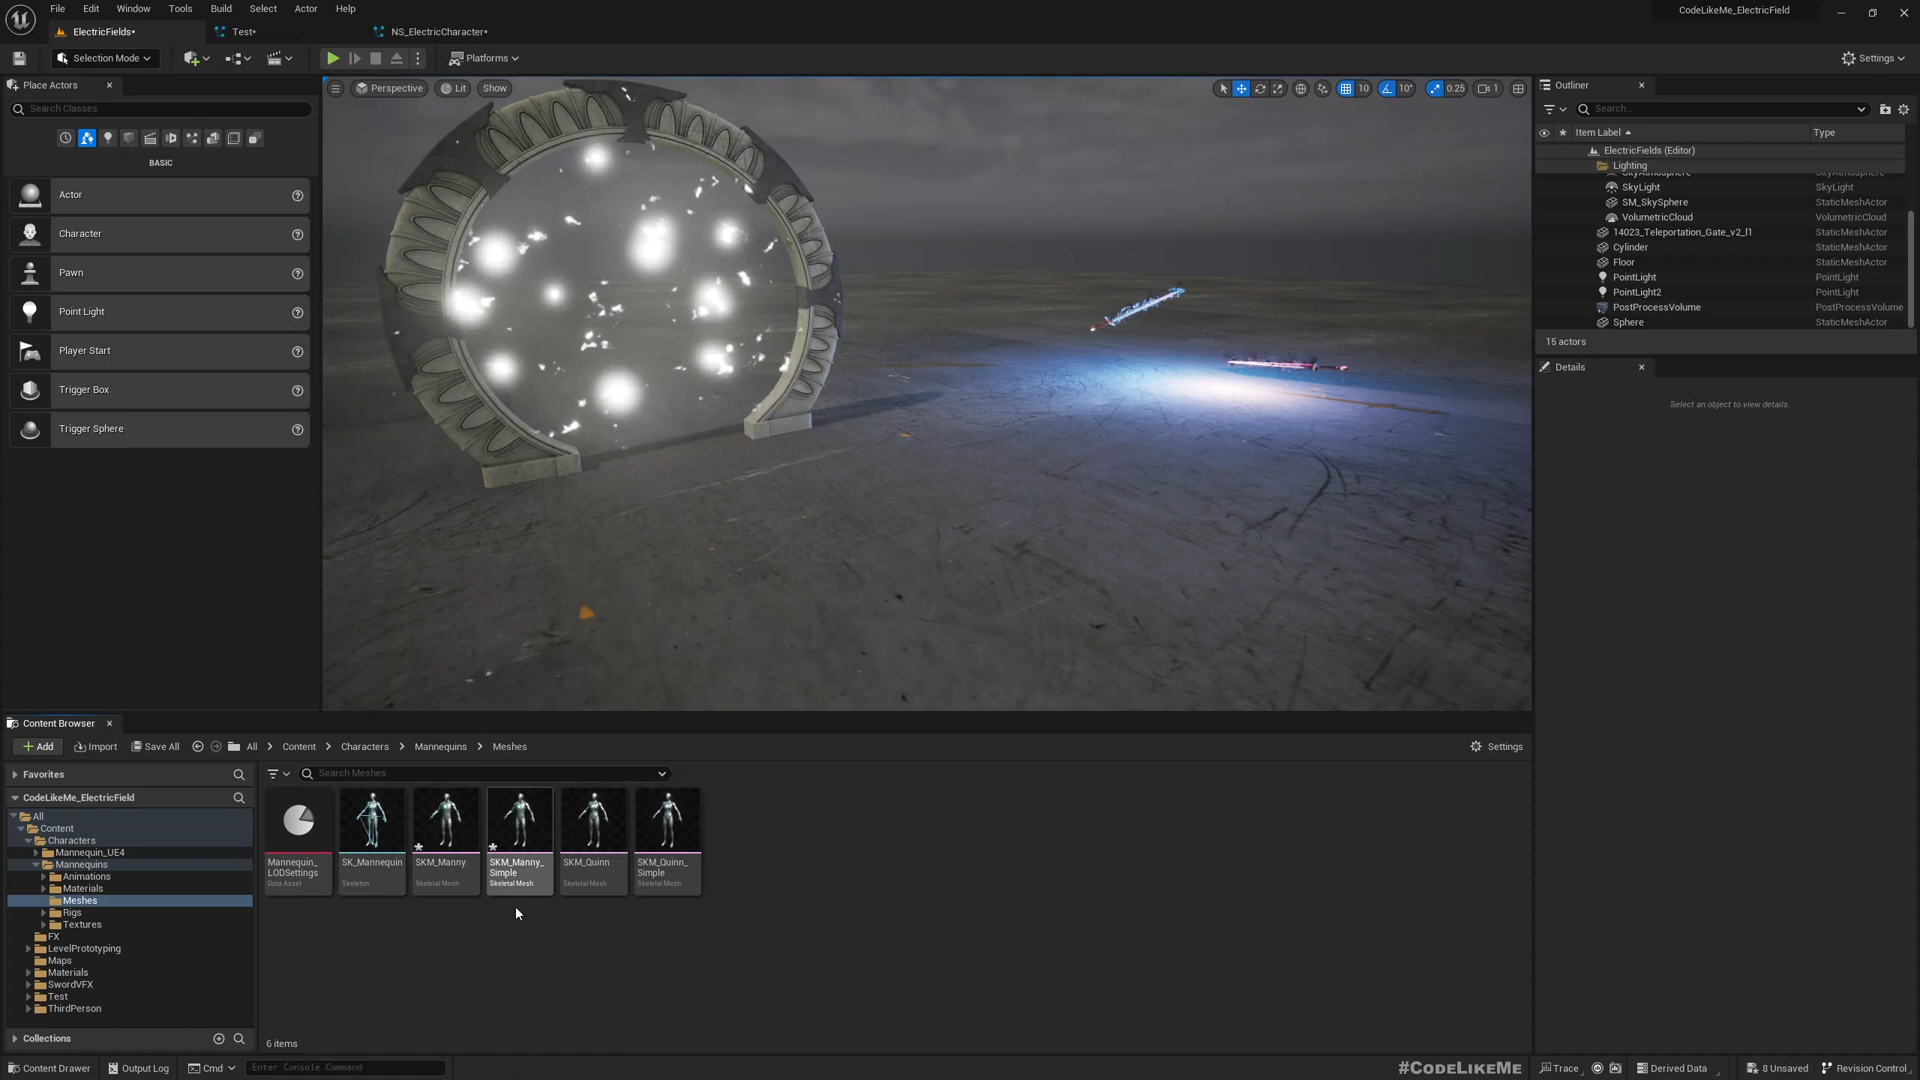 File Edit Window Tools Build Select Actor Help
CodeLikeMe_ElectricField
ElectricFields•
Test•
NS_ElectricCharacter•
Selection Mode
Platforms
Settings
Place Actors
Search Classes
BASIC
Actor
Character
Pawn
Point Light
Player Start
Trigger Box
Trigger Sphere
Perspective
Lit
Show
10
10°
0.25
1
Outliner
Search...
Item Label
Type
ElectricFields (Editor)
Lighting
SkyAtmosphere SkyAtmosphere
SkyLight SkyLight
SM_SkySphere StaticMeshActor
VolumetricCloud VolumetricCloud
14023_Teleportation_Gate_v2_l1 StaticMeshActor
Cylinder StaticMeshActor
Floor StaticMeshActor
PointLight PointLight
PointLight2 PointLight
PostProcessVolume PostProcessVolume
Sphere StaticMeshActor
15 actors
Details
Select an object to view details.
Content Browser
Add
Import
Save All
All > Content > Characters > Mannequins > Meshes
Settings
Favorites
CodeLikeMe_ElectricField
All
Content
Characters
Mannequin_UE4
Mannequins
Animations
Materials
Meshes
Rigs
Textures
FX
LevelPrototyping
Maps
Materials
SwordVFX
Test
ThirdPerson
Collections
Search Meshes
Mannequin_
LODSettings
Data Asset
SK_Mannequin
Skeleton
SKM_Manny
Skeletal Mesh
SKM_Manny_
Simple
Skeletal Mesh
SKM_Quinn
Skeletal Mesh
SKM_Quinn_
Simple
Skeletal Mesh
6 items
Content Drawer
Output Log
Cmd
Enter Console Command
#CodeLikeMe
Trace
Derived Data
8 Unsaved
Revision Control